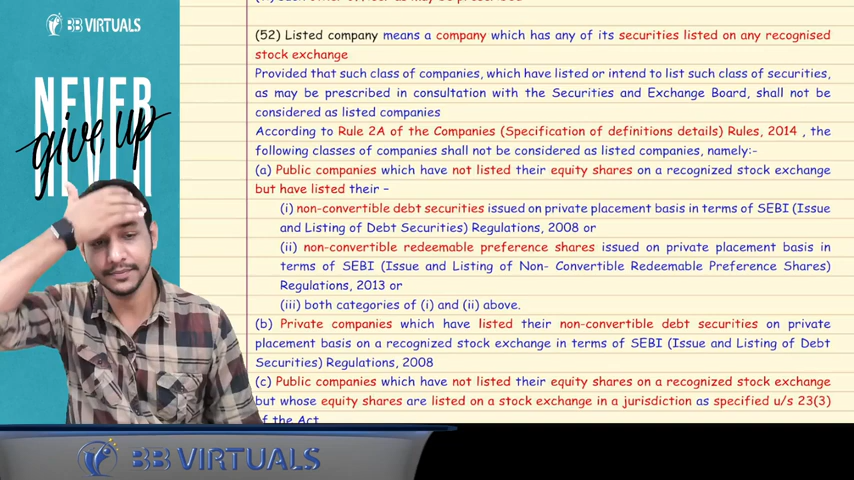 BB VIRTUALS
NEVER
give up
NEVER
(52) Listed company means a company which has any of its securities listed on any recognised
stock exchange
Provided that such class of companies, which have listed or intend to list such class of securities,
as may be prescribed in consultation with the Securities and Exchange Board, shall not be
considered as listed companies
According to Rule 2A of the Companies (Specification of definitions details) Rules, 2014 , the
following classes of companies shall not be considered as listed companies, namely:-
(a) Public companies which have not listed their equity shares on a recognized stock exchange
but have listed their –
(i) non-convertible debt securities issued on private placement basis in terms of SEBI (Issue
and Listing of Debt Securities) Regulations, 2008 or
(ii) non-convertible redeemable preference shares issued on private placement basis in
terms of SEBI (Issue and Listing of Non- Convertible Redeemable Preference Shares)
Regulations, 2013 or
(iii) both categories of (i) and (ii) above.
(b) Private companies which have listed their non-convertible debt securities on private
placement basis on a recognized stock exchange in terms of SEBI (Issue and Listing of Debt
Securities) Regulations, 2008
(c) Public companies which have not listed their equity shares on a recognized stock exchange
but whose equity shares are listed on a stock exchange in a jurisdiction as specified u/s 23(3)
of the Act
BB VIRTUALS